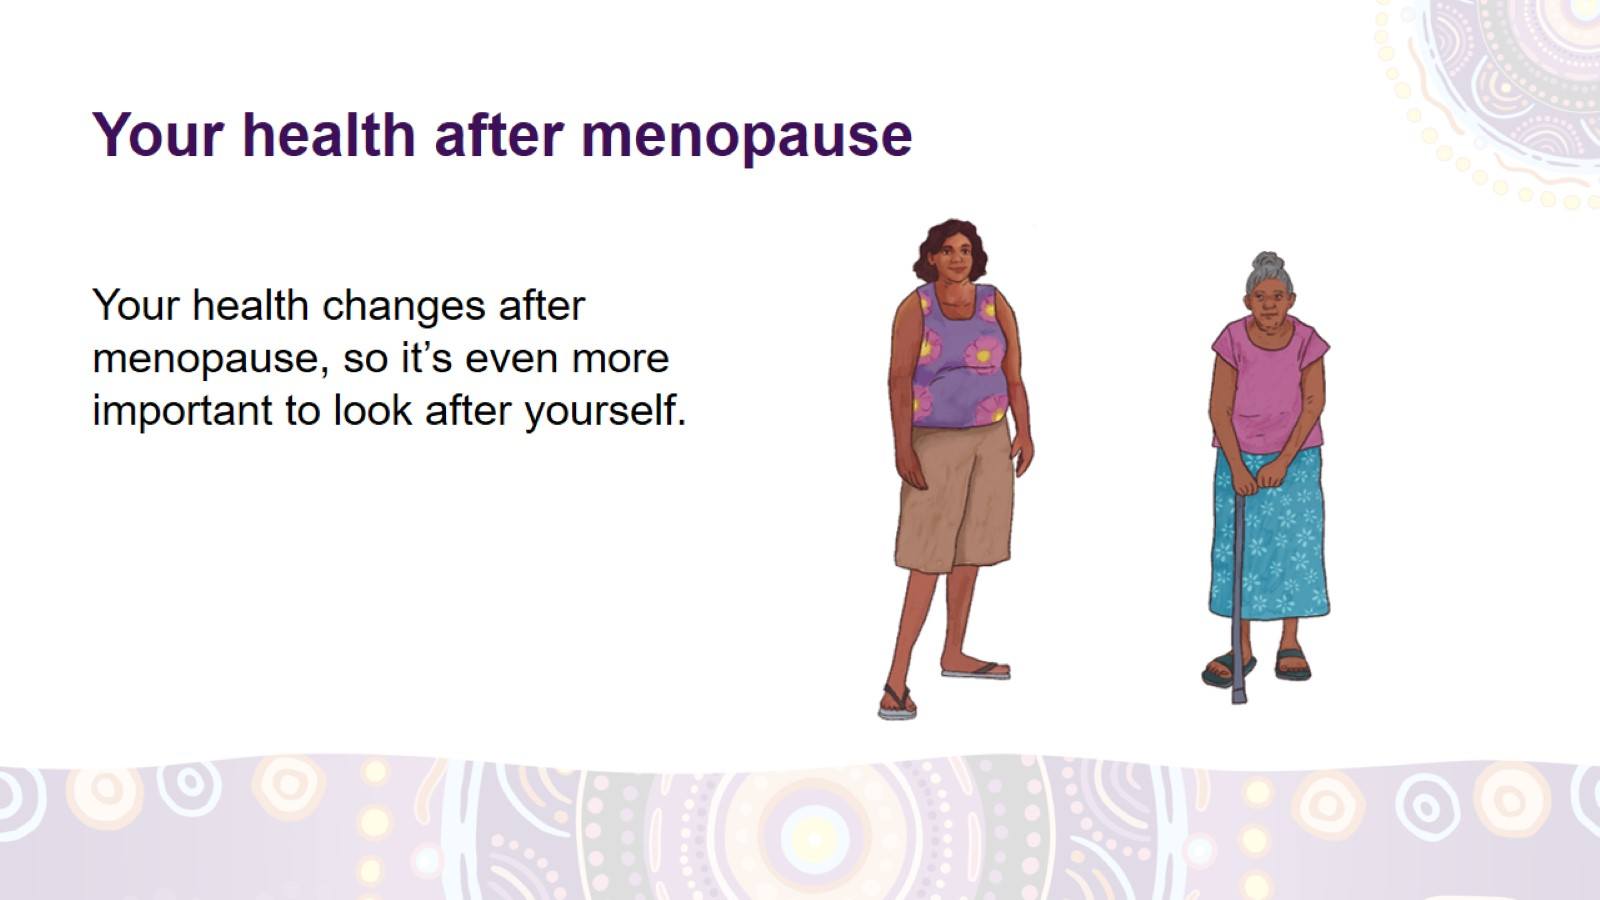 Your health after menopause
Your health changes after
menopause, so it’s even more
important to look after yourself.